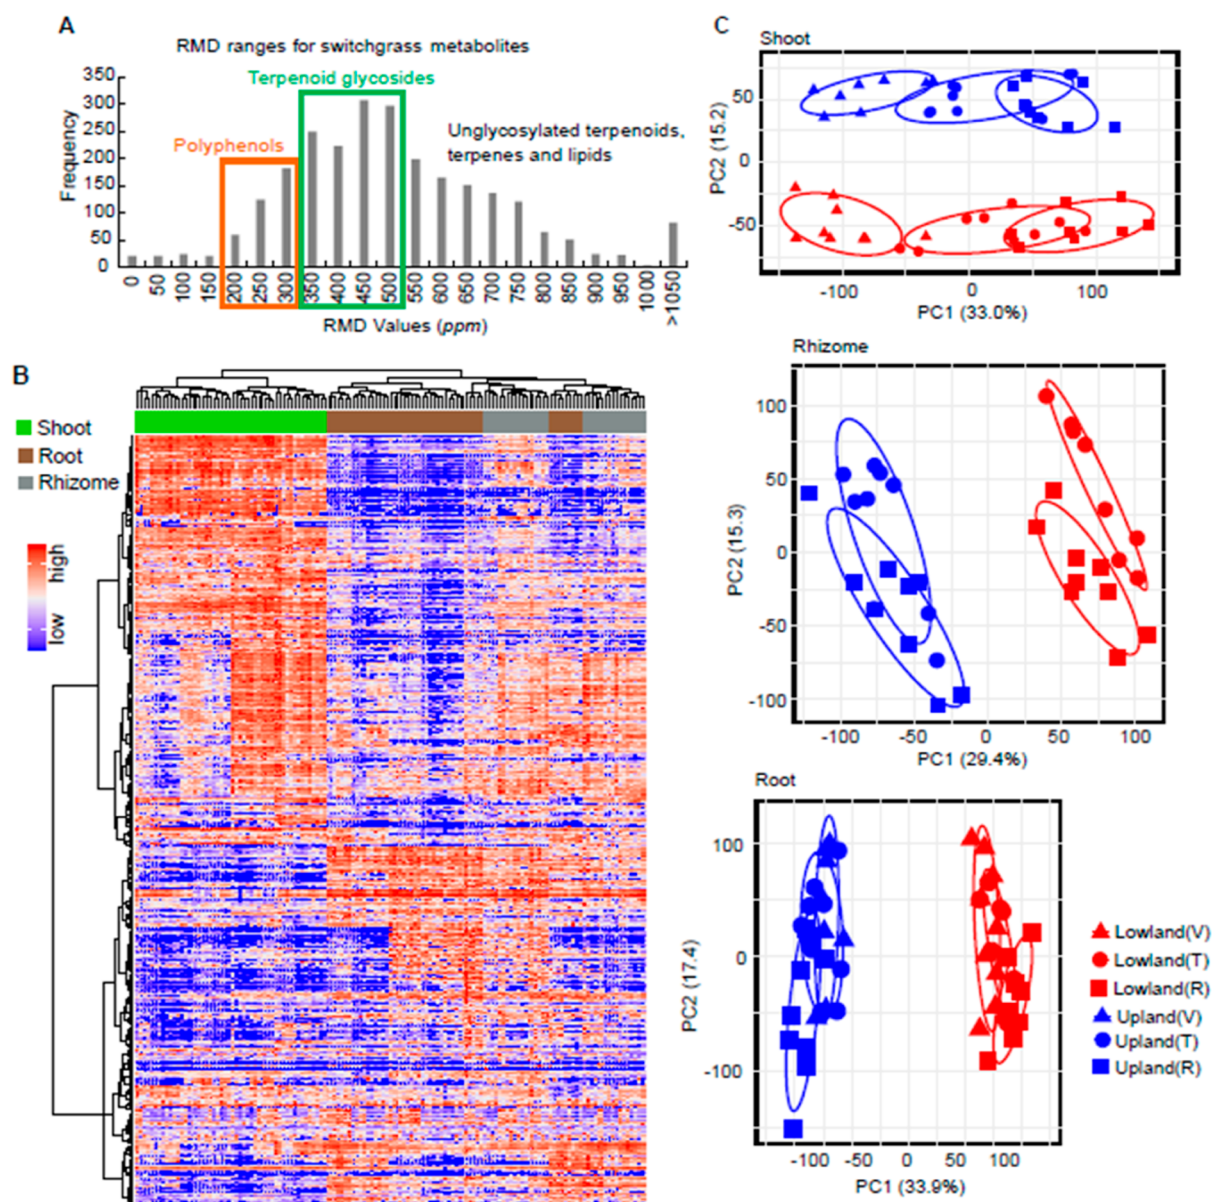 A
RMD ranges for switchgrass metabolites
Terpenoid glycosides
Polyphenols
Unglycosylated terpenoids,
terpenes and lipids
Frequency
350
300
250
200
150
100
50
0
0
50
100
150
200
250
300
350
400
450
500
550
600
650
700
750
800
850
900
950
1000
>1050
RMD Values (ppm)
B
Shoot
Root
Rhizome
high
low
C
Shoot
PC2 (15.2)
50
0
-50
-100
0
100
PC1 (33.0%)
Rhizome
PC2 (15.3)
100
50
0
-50
-100
-100
-50
0
50
100
PC1 (29.4%)
Root
PC2 (17.4)
100
0
-100
-100
-50
0
50
100
PC1 (33.9%)
Lowland(V)
Lowland(T)
Lowland(R)
Upland(V)
Upland(T)
Upland(R)